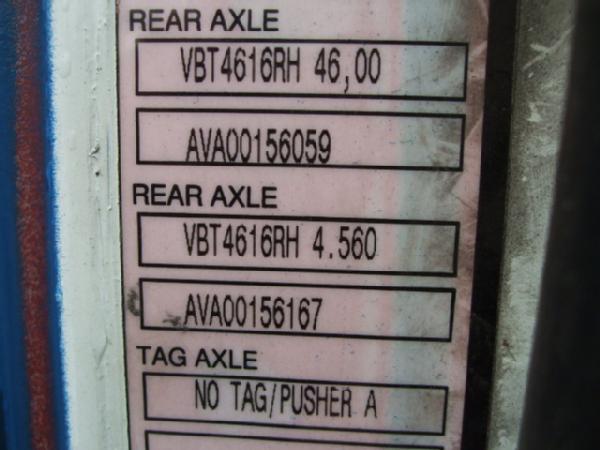 REAR AXLE
VBT4616RH 46,00
AVA00156059
REAR AXLE
VBT4616RH 4.560
AVA00156167
TAG AXLE
NO TAG/PUSHER A